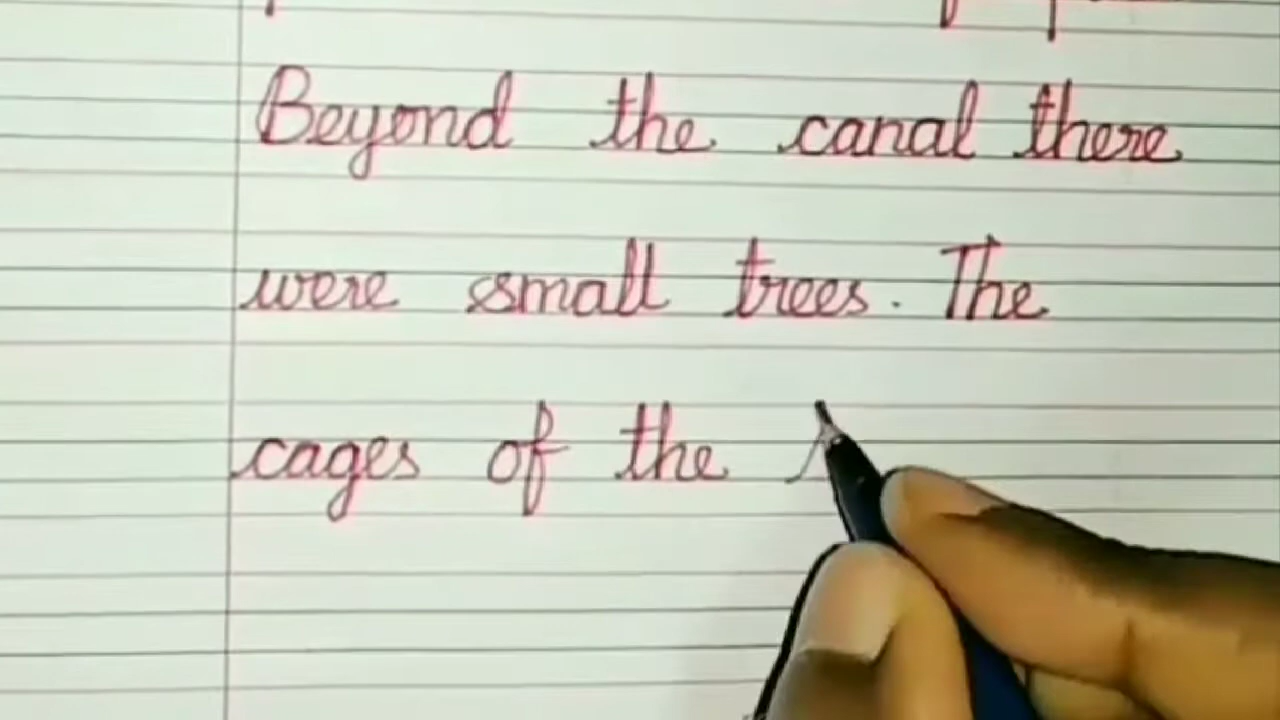 Beyond the canal there
were small trees. The
cages of the